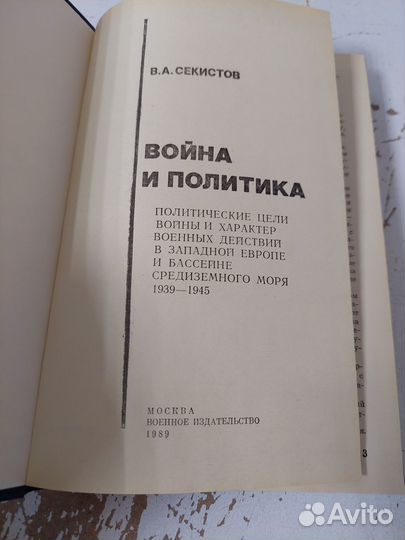 В.А.СЕКИСТОВ
ВОЙНА
И ПОЛИТИКА
ПОЛИТИЧЕСКИЕ ЦЕЛИ
ВОЙНЫ И ХАРАКТЕР
ВОЕННЫХ ДЕЙСТВИЙ
В ЗАПАДНОЙ ЕВРОПЕ
И БАССЕЙНЕ
СРЕДИЗЕМНОГО МОРЯ
1939—1945
МОСКВА
ВОЕННОЕ ИЗДАТЕЛЬСТВО
1989
3
Avito